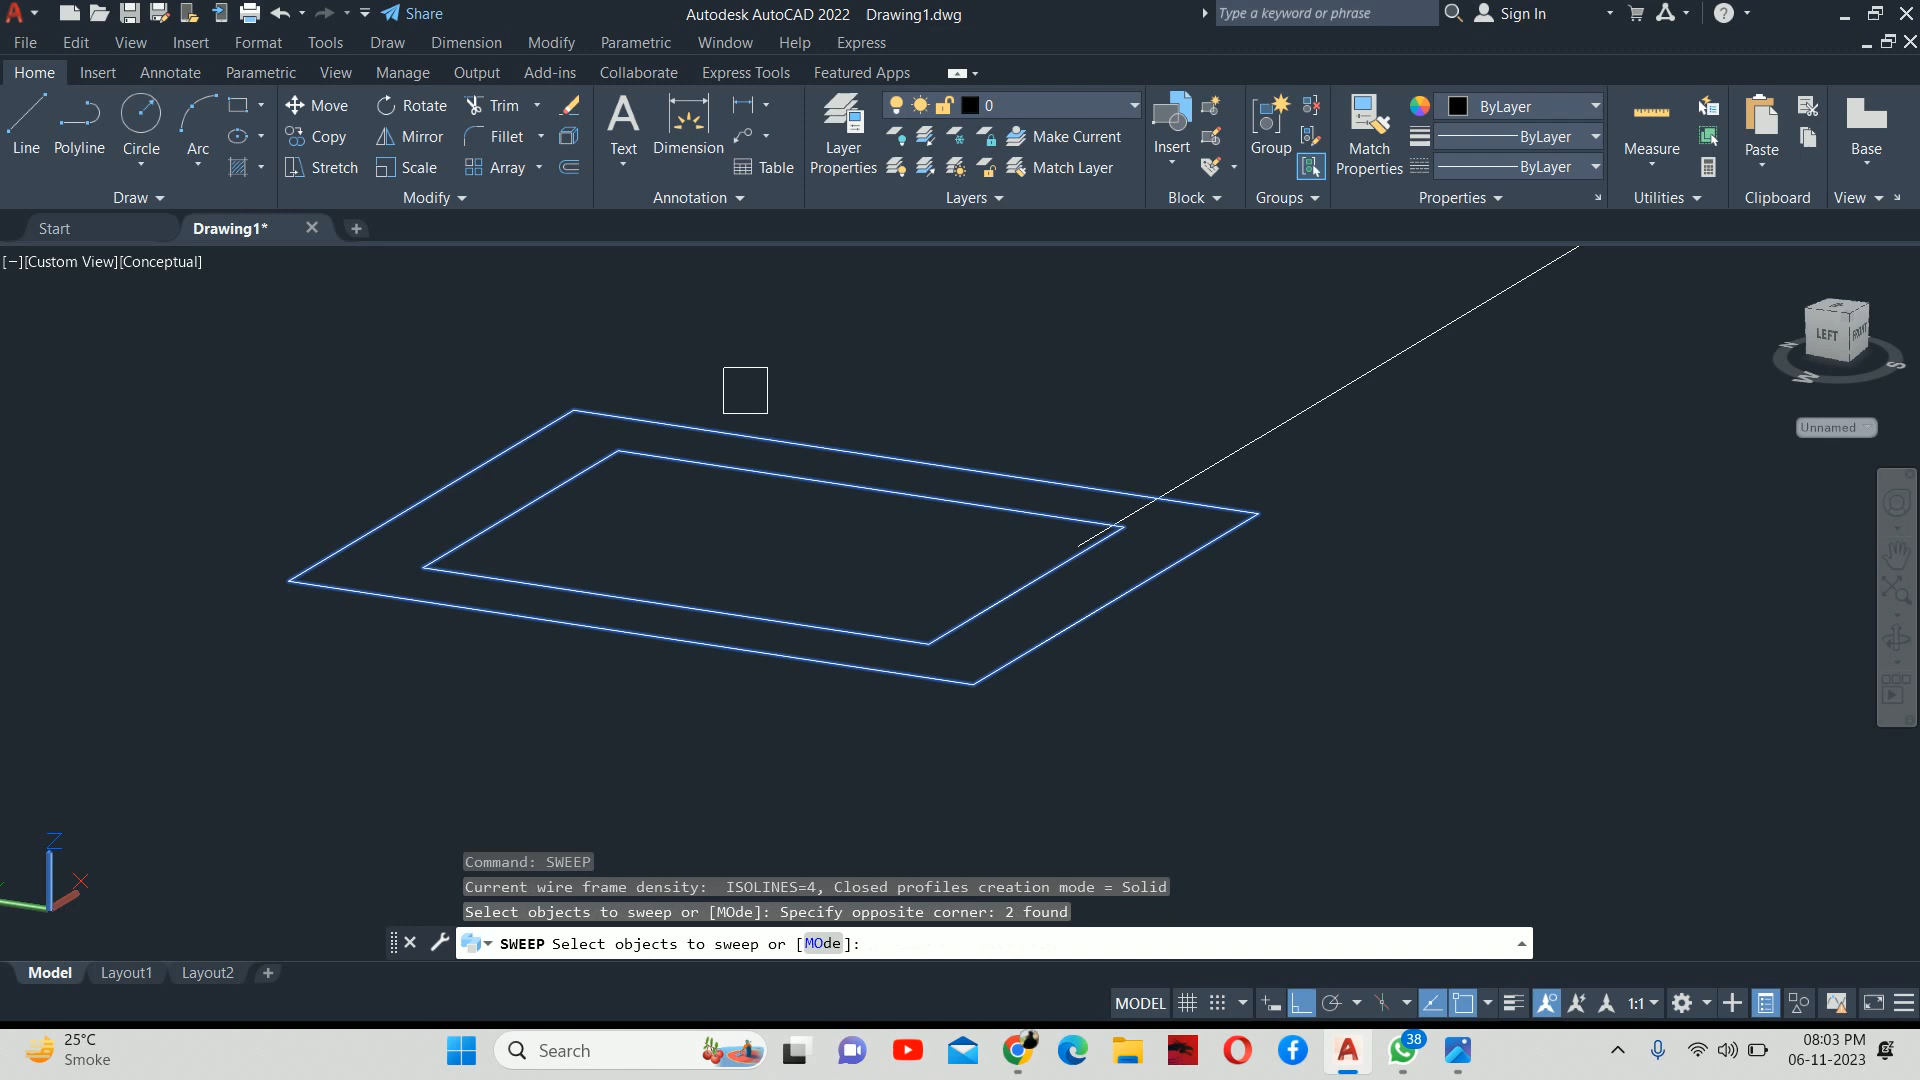 Share
Autodesk AutoCAD 2022 Drawing1.dwg
Type a keyword or phrase
Sign In
File Edit View Insert Format Tools Draw Dimension Modify Parametric Window Help Express
Home Insert Annotate Parametric View Manage Output Add-ins Collaborate Express Tools Featured Apps
Line Polyline Circle Arc
Move Rotate Trim
Copy Mirror Fillet
Stretch Scale Array
Text Dimension Table
Layer Properties
0
Make Current
Match Layer
Insert
Group
Match Properties
ByLayer
ByLayer
ByLayer
Measure
Paste
Base
Draw Modify Annotation Layers Block Groups Properties Utilities Clipboard View
Start Drawing1*
[−][Custom View][Conceptual]
LEFT FRONT
N W S
Unnamed
Z
X
Command: SWEEP
Current wire frame density: ISOLINES=4, Closed profiles creation mode = Solid
Select objects to sweep or [MOde]: Specify opposite corner: 2 found
SWEEP Select objects to sweep or [MOde]:
Model Layout1 Layout2
MODEL 1:1
25°C
Smoke
Search
38
08:03 PM
06-11-2023